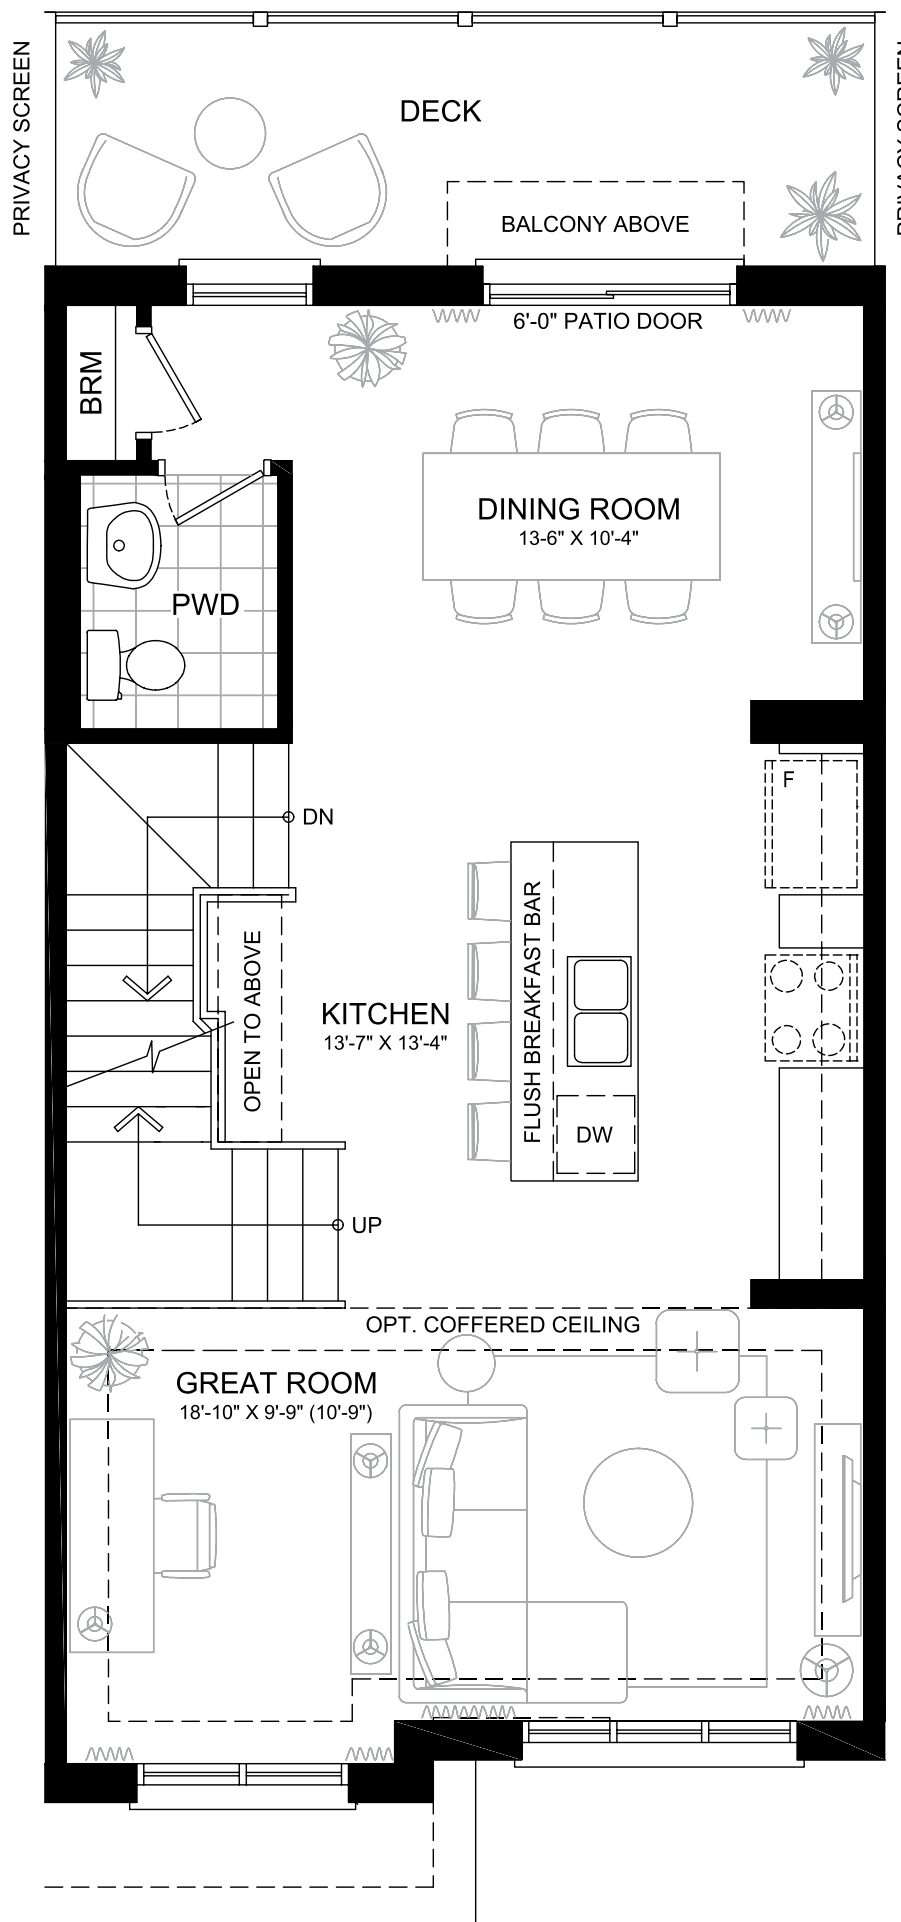 PRIVACY SCREEN
PRIVACY SCREEN
DECK
BALCONY ABOVE
6'-0" PATIO DOOR
BRM
DINING ROOM
13-6" X 10'-4"
PWD
F
DN
OPEN TO ABOVE
FLUSH BREAKFAST BAR
KITCHEN
13'-7" X 13'-4"
DW
UP
OPT. COFFERED CEILING
GREAT ROOM
18'-10" X 9'-9" (10'-9")